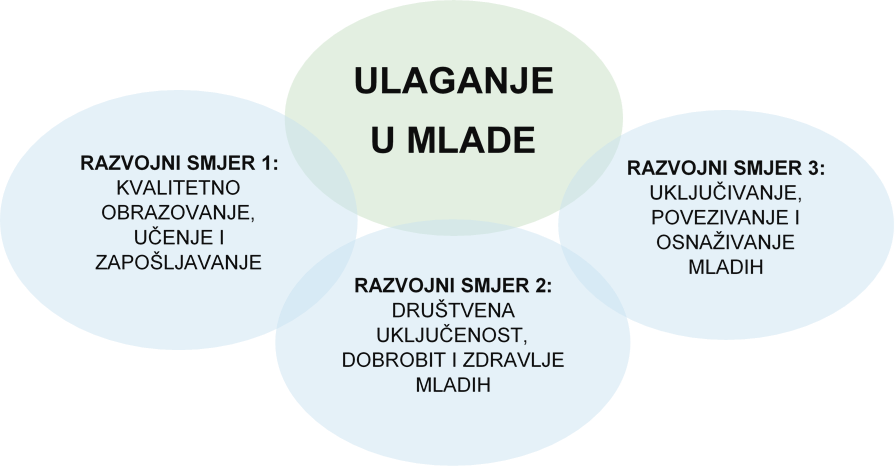 ULAGANJE
U MLADE
RAZVOJNI SMJER 1:
KVALITETNO
OBRAZOVANJE,
UČENJE I
ZAPOŠLJAVANJE
RAZVOJNI SMJER 2:
DRUŠTVENA
UKLJUČENOST,
DOBROBIT I ZDRAVLJE
MLADIH
RAZVOJNI SMJER 3:
UKLJUČIVANJE,
POVEZIVANJE I
OSNAŽIVANJE
MLADIH